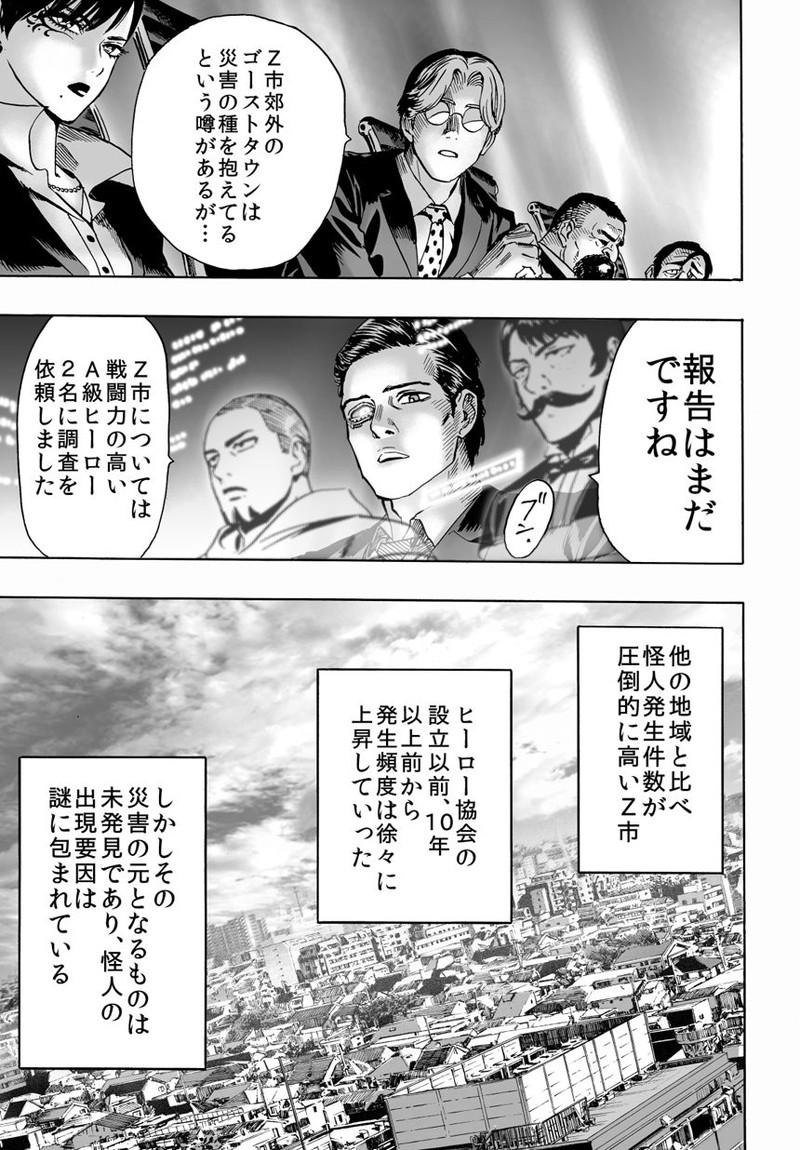 Ｚ市郊外の
ゴーストタウンは
災害の種を抱えてる
という噂があるが…
報告はまだ
ですね
ブン
Ｚ市については
戦闘力の高い
Ａ級ヒーロー
２名に調査を
依頼しました
他の地域と比べ
怪人発生件数が
圧倒的に高いＺ市
ヒーロー協会の
設立以前、10年
以上前から
発生頻度は徐々に
上昇していった
しかしその
災害の元となるものは
未発見であり、怪人の
出現要因は
謎に包まれている